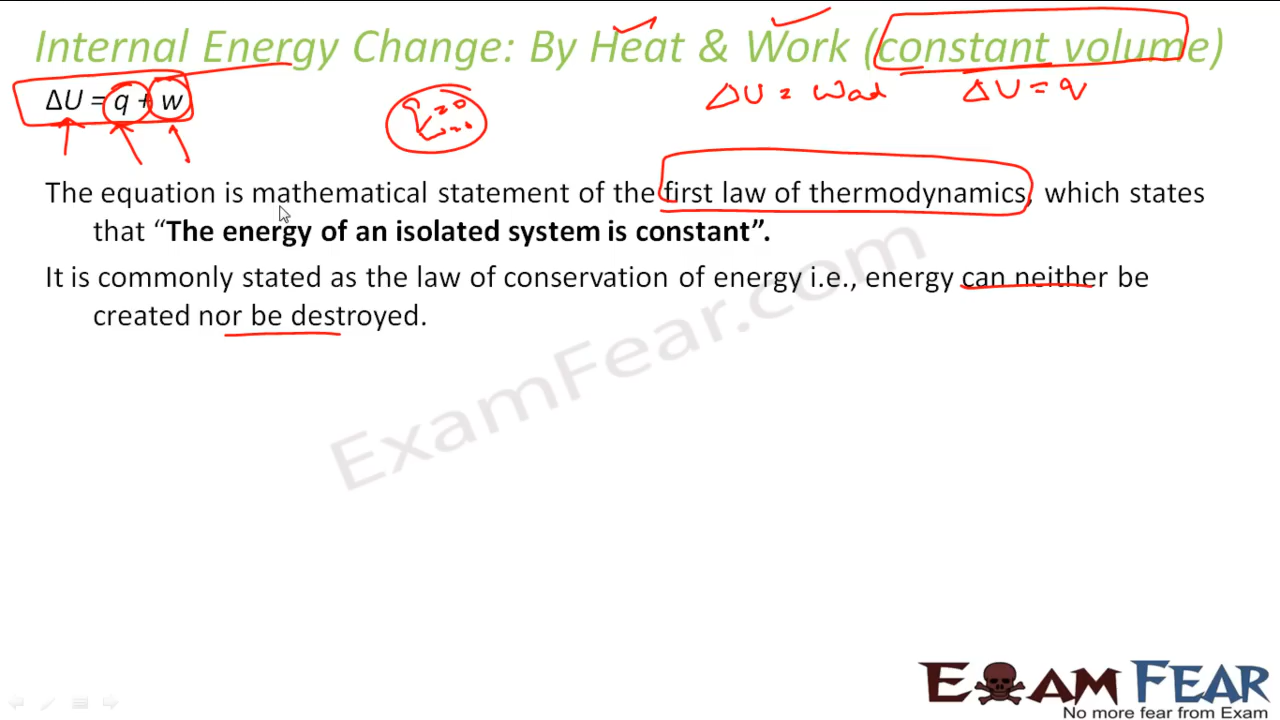 Internal Energy Change: By Heat & Work (constant volume)
ΔU = q + w
q = 0
w = 0
ΔU = wad
ΔU = q
The equation is mathematical statement of the first law of thermodynamics, which states
that “The energy of an isolated system is constant”.
It is commonly stated as the law of conservation of energy i.e., energy can neither be
created nor be destroyed.
ExamFear.com
EXAM FEAR
No more fear from Exam